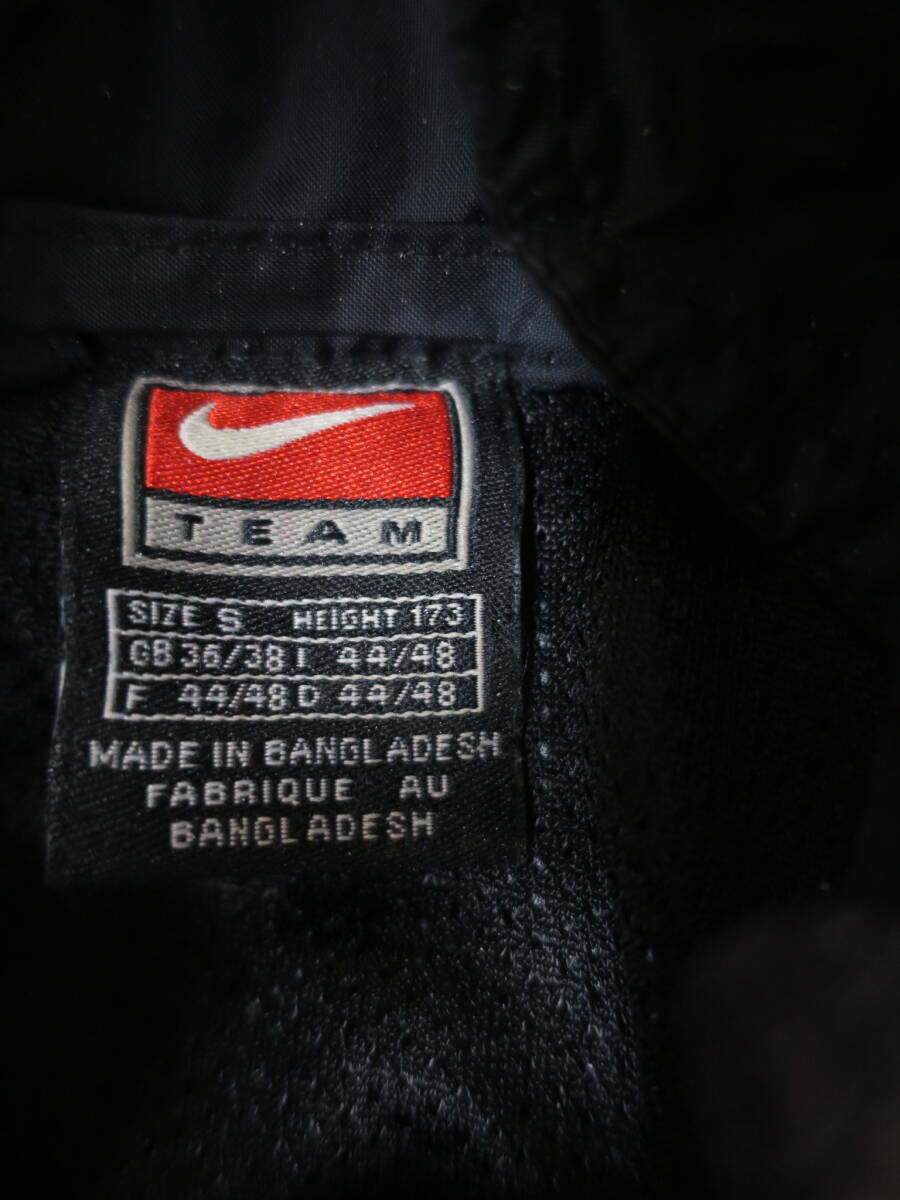 TEAM
SIZE S HEIGHT 173
GB 36/38 I 44/48
F 44/48 D 44/48
MADE IN BANGLADESH
FABRIQUE AU
BANGLADESH